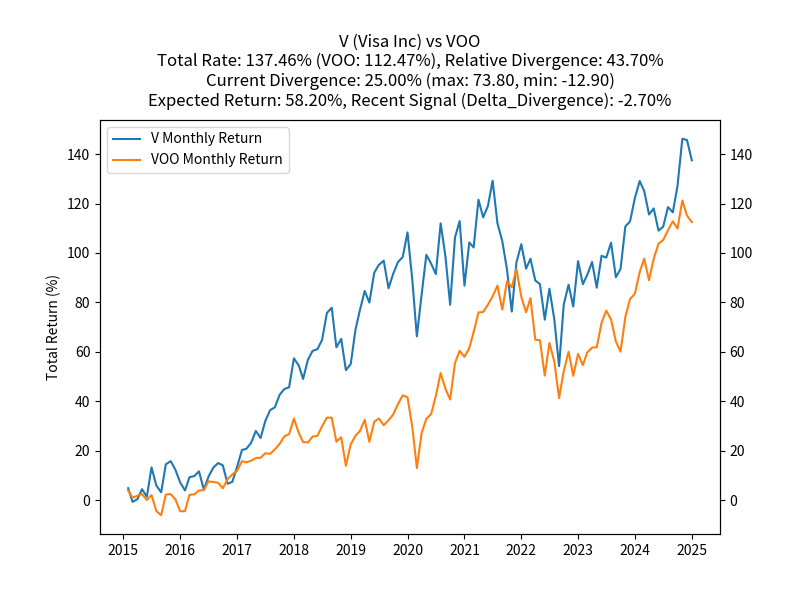 V (Visa Inc) vs VOO
Total Rate: 137.46% (VOO: 112.47%), Relative Divergence: 43.70%
Current Divergence: 25.00% (max: 73.80, min: -12.90)
Expected Return: 58.20%, Recent Signal (Delta_Divergence): -2.70%
V Monthly Return
VOO Monthly Return
Total Return (%)
140
120
100
80
60
40
20
0
140
120
100
80
60
40
20
0
2015 2016 2017 2018 2019 2020 2021 2022 2023 2024 2025